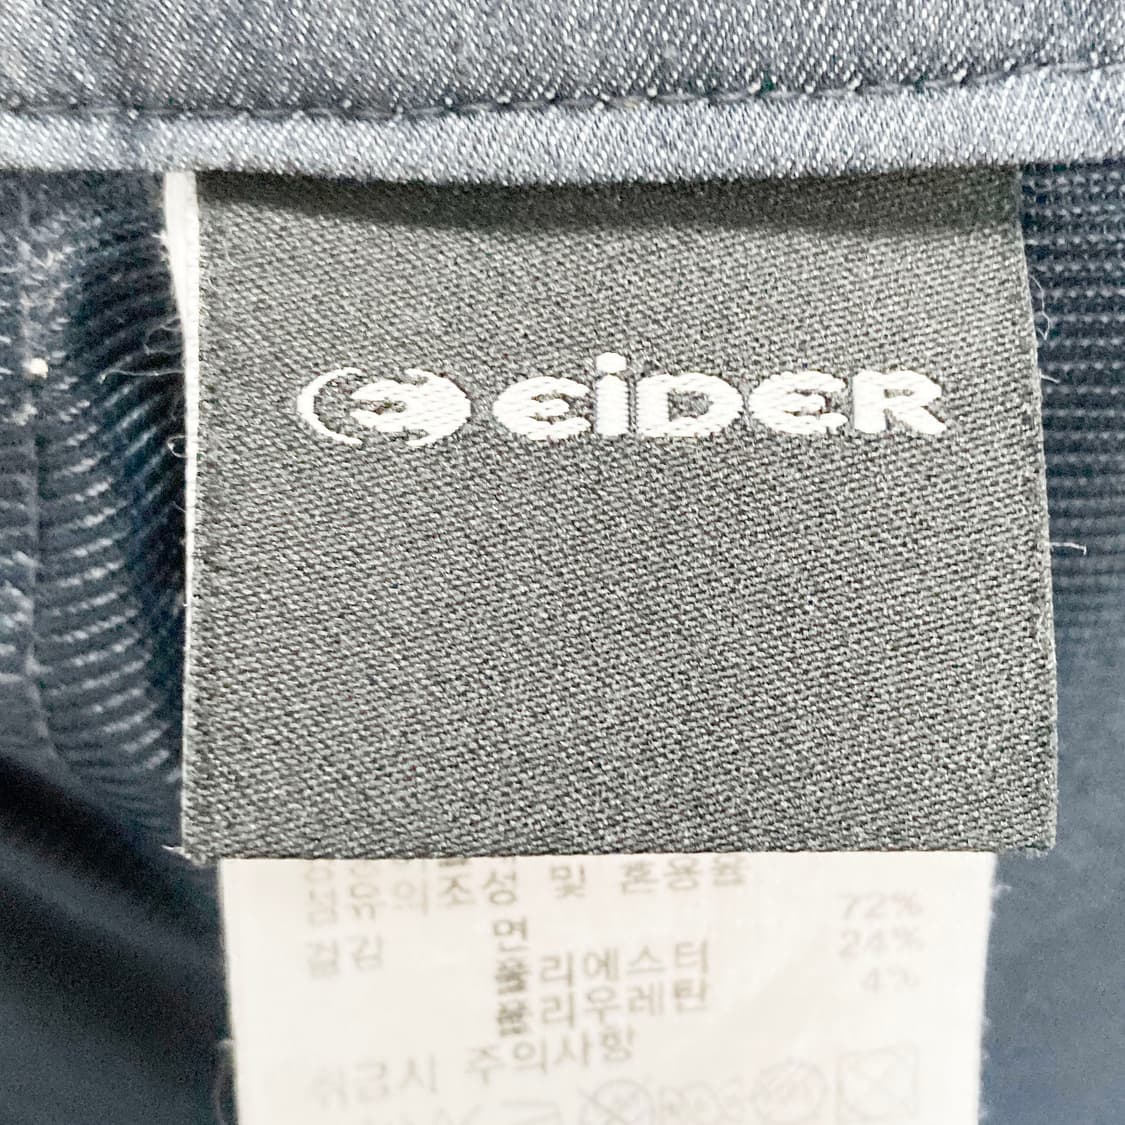 EiDER
섬유의조성 및 혼용율
겉감 면 72%
폴리에스터 24%
폴리우레탄 4%
취급시 주의사항